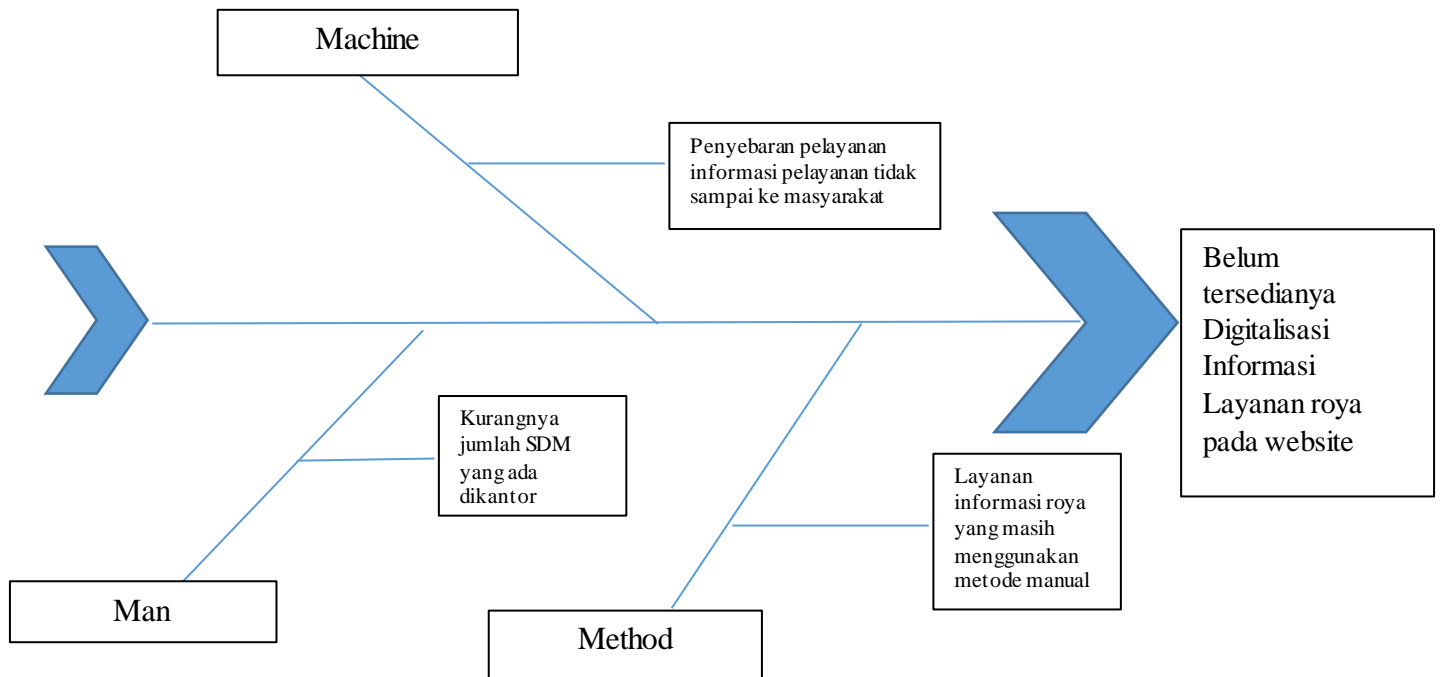 Machine
Penyebaran pelayanan
informasi pelayanan tidak
sampai ke masyarakat
Belum
tersedianya
Digitalisasi
Informasi
Layanan roya
pada website
Kurangnya
jumlah SDM
yang ada
dikantor
Layanan
informasi roya
yang masih
menggunakan
metode manual
Man
Method